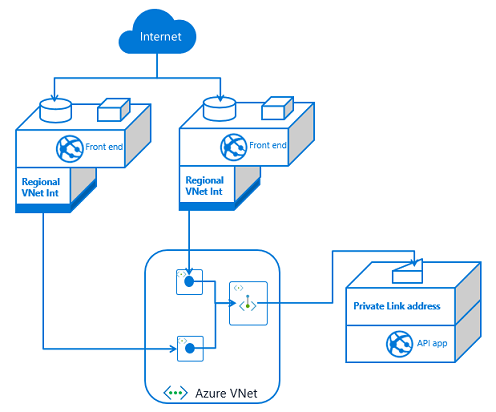 Internet
Front end
Front end
Regional
VNet Int
Regional
VNet Int
Private Link address
API app
Azure VNet